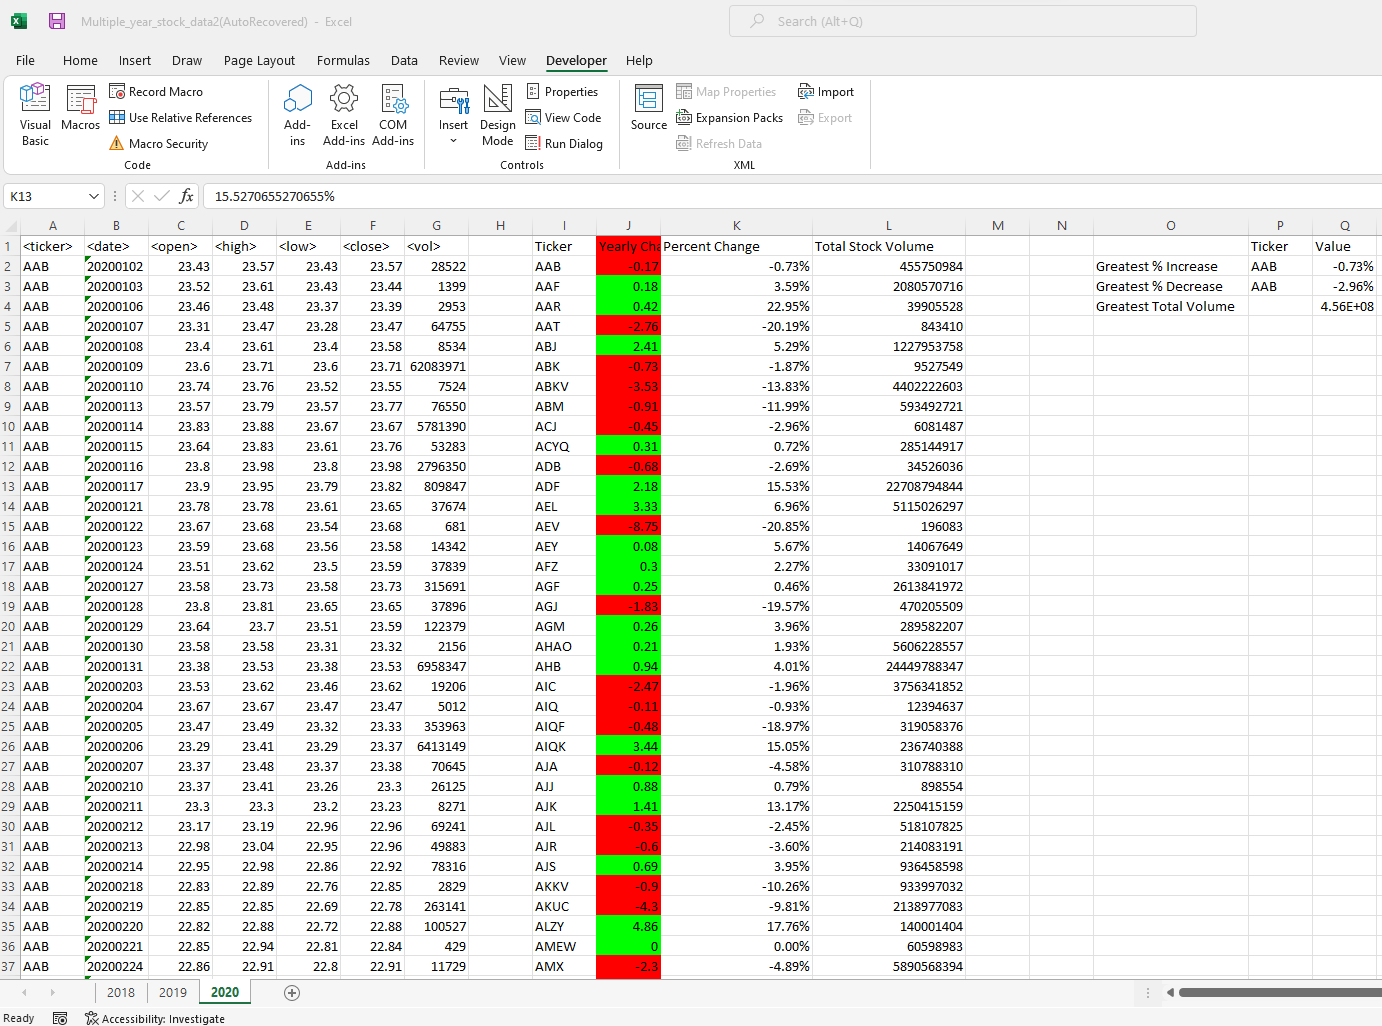 Multiple_year_stock_data2(AutoRecovered) - Excel
Search (Alt+Q)
File Home Insert Draw Page Layout Formulas Data Review View Developer Help
Visual Basic
Macros
Record Macro
Use Relative References
Macro Security
Code
Add-ins
Excel Add-ins
COM Add-ins
Add-ins
Insert
Design Mode
Properties
View Code
Run Dialog
Controls
Source
Map Properties
Expansion Packs
Refresh Data
Import
Export
XML
K13 fx 15.5270655270655%
A B C D E F G H I J K L M N O P Q
1 <ticker> <date> <open> <high> <low> <close> <vol> Ticker Yearly Ch Percent Change Total Stock Volume Ticker Value
2 AAB 20200102 23.43 23.57 23.43 23.57 28522 AAB -0.17 -0.73% 455750984 Greatest % Increase AAB -0.73%
3 AAB 20200103 23.52 23.61 23.43 23.44 1399 AAF 0.18 3.59% 2080570716 Greatest % Decrease AAB -2.96%
4 AAB 20200106 23.46 23.48 23.37 23.39 2953 AAR 0.42 22.95% 39905528 Greatest Total Volume 4.56E+08
5 AAB 20200107 23.31 23.47 23.28 23.47 64755 AAT -2.76 -20.19% 843410
6 AAB 20200108 23.4 23.61 23.4 23.58 8534 ABJ 2.41 5.29% 1227953758
7 AAB 20200109 23.6 23.71 23.6 23.71 62083971 ABK -0.73 -1.87% 9527549
8 AAB 20200110 23.74 23.76 23.52 23.55 7524 ABKV -3.53 -13.83% 4402222603
9 AAB 20200113 23.57 23.79 23.57 23.77 76550 ABM -0.91 -11.99% 593492721
10 AAB 20200114 23.83 23.88 23.67 23.67 5781390 ACJ -0.45 -2.96% 6081487
11 AAB 20200115 23.64 23.83 23.61 23.76 53283 ACYQ 0.31 0.72% 285144917
12 AAB 20200116 23.8 23.98 23.8 23.98 2796350 ADB -0.68 -2.69% 34526036
13 AAB 20200117 23.9 23.95 23.79 23.82 809847 ADF 2.18 15.53% 22708794844
14 AAB 20200121 23.78 23.78 23.61 23.65 37674 AEL 3.33 6.96% 5115026297
15 AAB 20200122 23.67 23.68 23.54 23.68 681 AEV -8.75 -20.85% 196083
16 AAB 20200123 23.59 23.68 23.56 23.58 14342 AEY 0.08 5.67% 14067649
17 AAB 20200124 23.51 23.62 23.5 23.59 37839 AFZ 0.3 2.27% 33091017
18 AAB 20200127 23.58 23.73 23.58 23.73 315691 AGF 0.25 0.46% 2613841972
19 AAB 20200128 23.8 23.81 23.65 23.65 37896 AGJ -1.83 -19.57% 470205509
20 AAB 20200129 23.64 23.7 23.51 23.59 122379 AGM 0.26 3.96% 289582207
21 AAB 20200130 23.58 23.58 23.31 23.32 2156 AHAO 0.21 1.93% 5606228557
22 AAB 20200131 23.38 23.53 23.38 23.53 6958347 AHB 0.94 4.01% 24449788347
23 AAB 20200203 23.53 23.62 23.46 23.62 19206 AIC -2.47 -1.96% 3756341852
24 AAB 20200204 23.67 23.67 23.47 23.47 5012 AIQ -0.11 -0.93% 12394637
25 AAB 20200205 23.47 23.49 23.32 23.33 353963 AIQF -0.48 -18.97% 319058376
26 AAB 20200206 23.29 23.41 23.29 23.37 6413149 AIQK 3.44 15.05% 236740388
27 AAB 20200207 23.37 23.48 23.37 23.38 70645 AJA -0.12 -4.58% 310788310
28 AAB 20200210 23.37 23.41 23.26 23.3 26125 AJJ 0.88 0.79% 898554
29 AAB 20200211 23.3 23.3 23.2 23.23 8271 AJK 1.41 13.17% 2250415159
30 AAB 20200212 23.17 23.19 22.96 22.96 69241 AJL -0.35 -2.45% 518107825
31 AAB 20200213 22.98 23.04 22.95 22.96 49883 AJR -0.6 -3.60% 214083191
32 AAB 20200214 22.95 22.98 22.86 22.92 78316 AJS 0.69 3.95% 936458598
33 AAB 20200218 22.83 22.89 22.76 22.85 2829 AKKV -0.9 -10.26% 933997032
34 AAB 20200219 22.85 22.85 22.69 22.78 263141 AKUC -4.3 -9.81% 2138977083
35 AAB 20200220 22.82 22.88 22.72 22.88 100527 ALZY 4.86 17.76% 140001404
36 AAB 20200221 22.85 22.94 22.81 22.84 429 AMEW 0 0.00% 60598983
37 AAB 20200224 22.86 22.91 22.8 22.91 11729 AMX -2.3 -4.89% 5890568394
2018 2019 2020
Ready Accessibility: Investigate